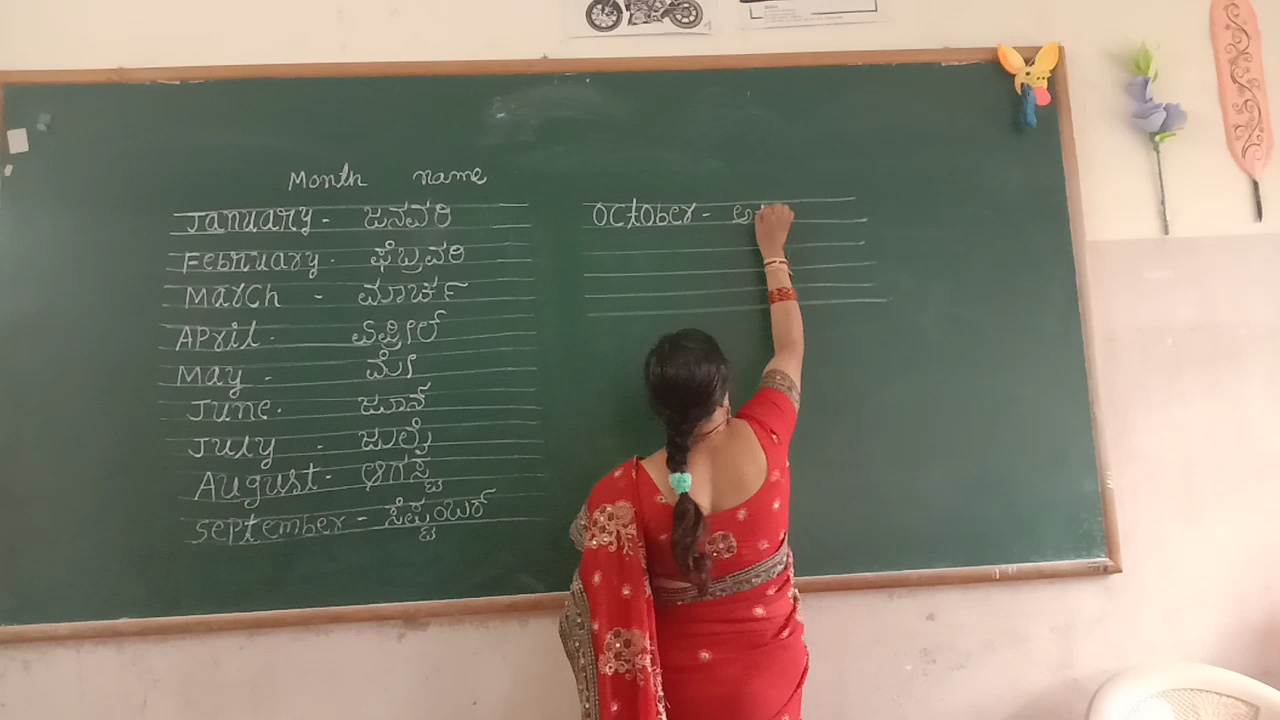 Month name
January - ಜನವರಿ
February - ಫೆಬ್ರವರಿ
March - ಮಾರ್ಚ್
April - ಏಪ್ರೀಲ್
May - ಮೇ
June - ಜೂನ್
July - ಜುಲೈ
August - ಆಗಸ್ಟ
September - ಸೆಪ್ಟಂಬರ್
October - ಅ